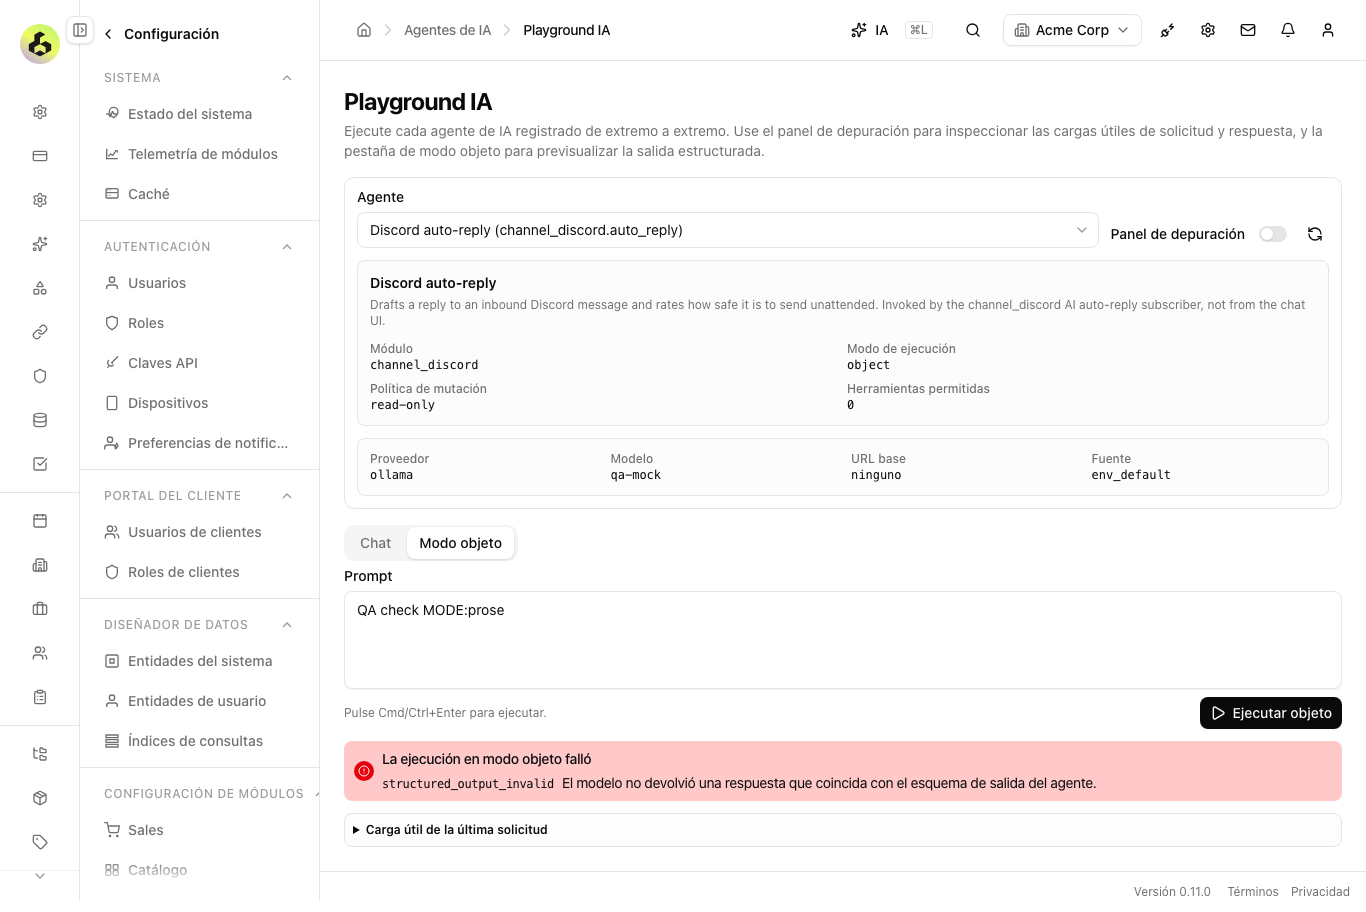 Configuración
SISTEMA
Estado del sistema
Telemetría de módulos
Caché
AUTENTICACIÓN
Usuarios
Roles
Claves API
Dispositivos
Preferencias de notific...
PORTAL DEL CLIENTE
Usuarios de clientes
Roles de clientes
DISEÑADOR DE DATOS
Entidades del sistema
Entidades de usuario
Índices de consultas
CONFIGURACIÓN DE MÓDULOS
Sales
Catálogo
Agentes de IA
Playground IA
IA ⌘L
Acme Corp
Playground IA
Ejecute cada agente de IA registrado de extremo a extremo. Use el panel de depuración para inspeccionar las cargas útiles de solicitud y respuesta, y la
pestaña de modo objeto para previsualizar la salida estructurada.
Agente
Discord auto-reply (channel_discord.auto_reply)
Panel de depuración
Discord auto-reply
Drafts a reply to an inbound Discord message and rates how safe it is to send unattended. Invoked by the channel_discord AI auto-reply subscriber, not from the chat
UI.
Módulo
channel_discord
Modo de ejecución
object
Política de mutación
read-only
Herramientas permitidas
0
Proveedor
ollama
Modelo
qa-mock
URL base
ninguno
Fuente
env_default
Chat
Modo objeto
Prompt
QA check MODE:prose
Pulse Cmd/Ctrl+Enter para ejecutar.
Ejecutar objeto
La ejecución en modo objeto falló
structured_output_invalid El modelo no devolvió una respuesta que coincida con el esquema de salida del agente.
Carga útil de la última solicitud
Versión 0.11.0
Términos
Privacidad